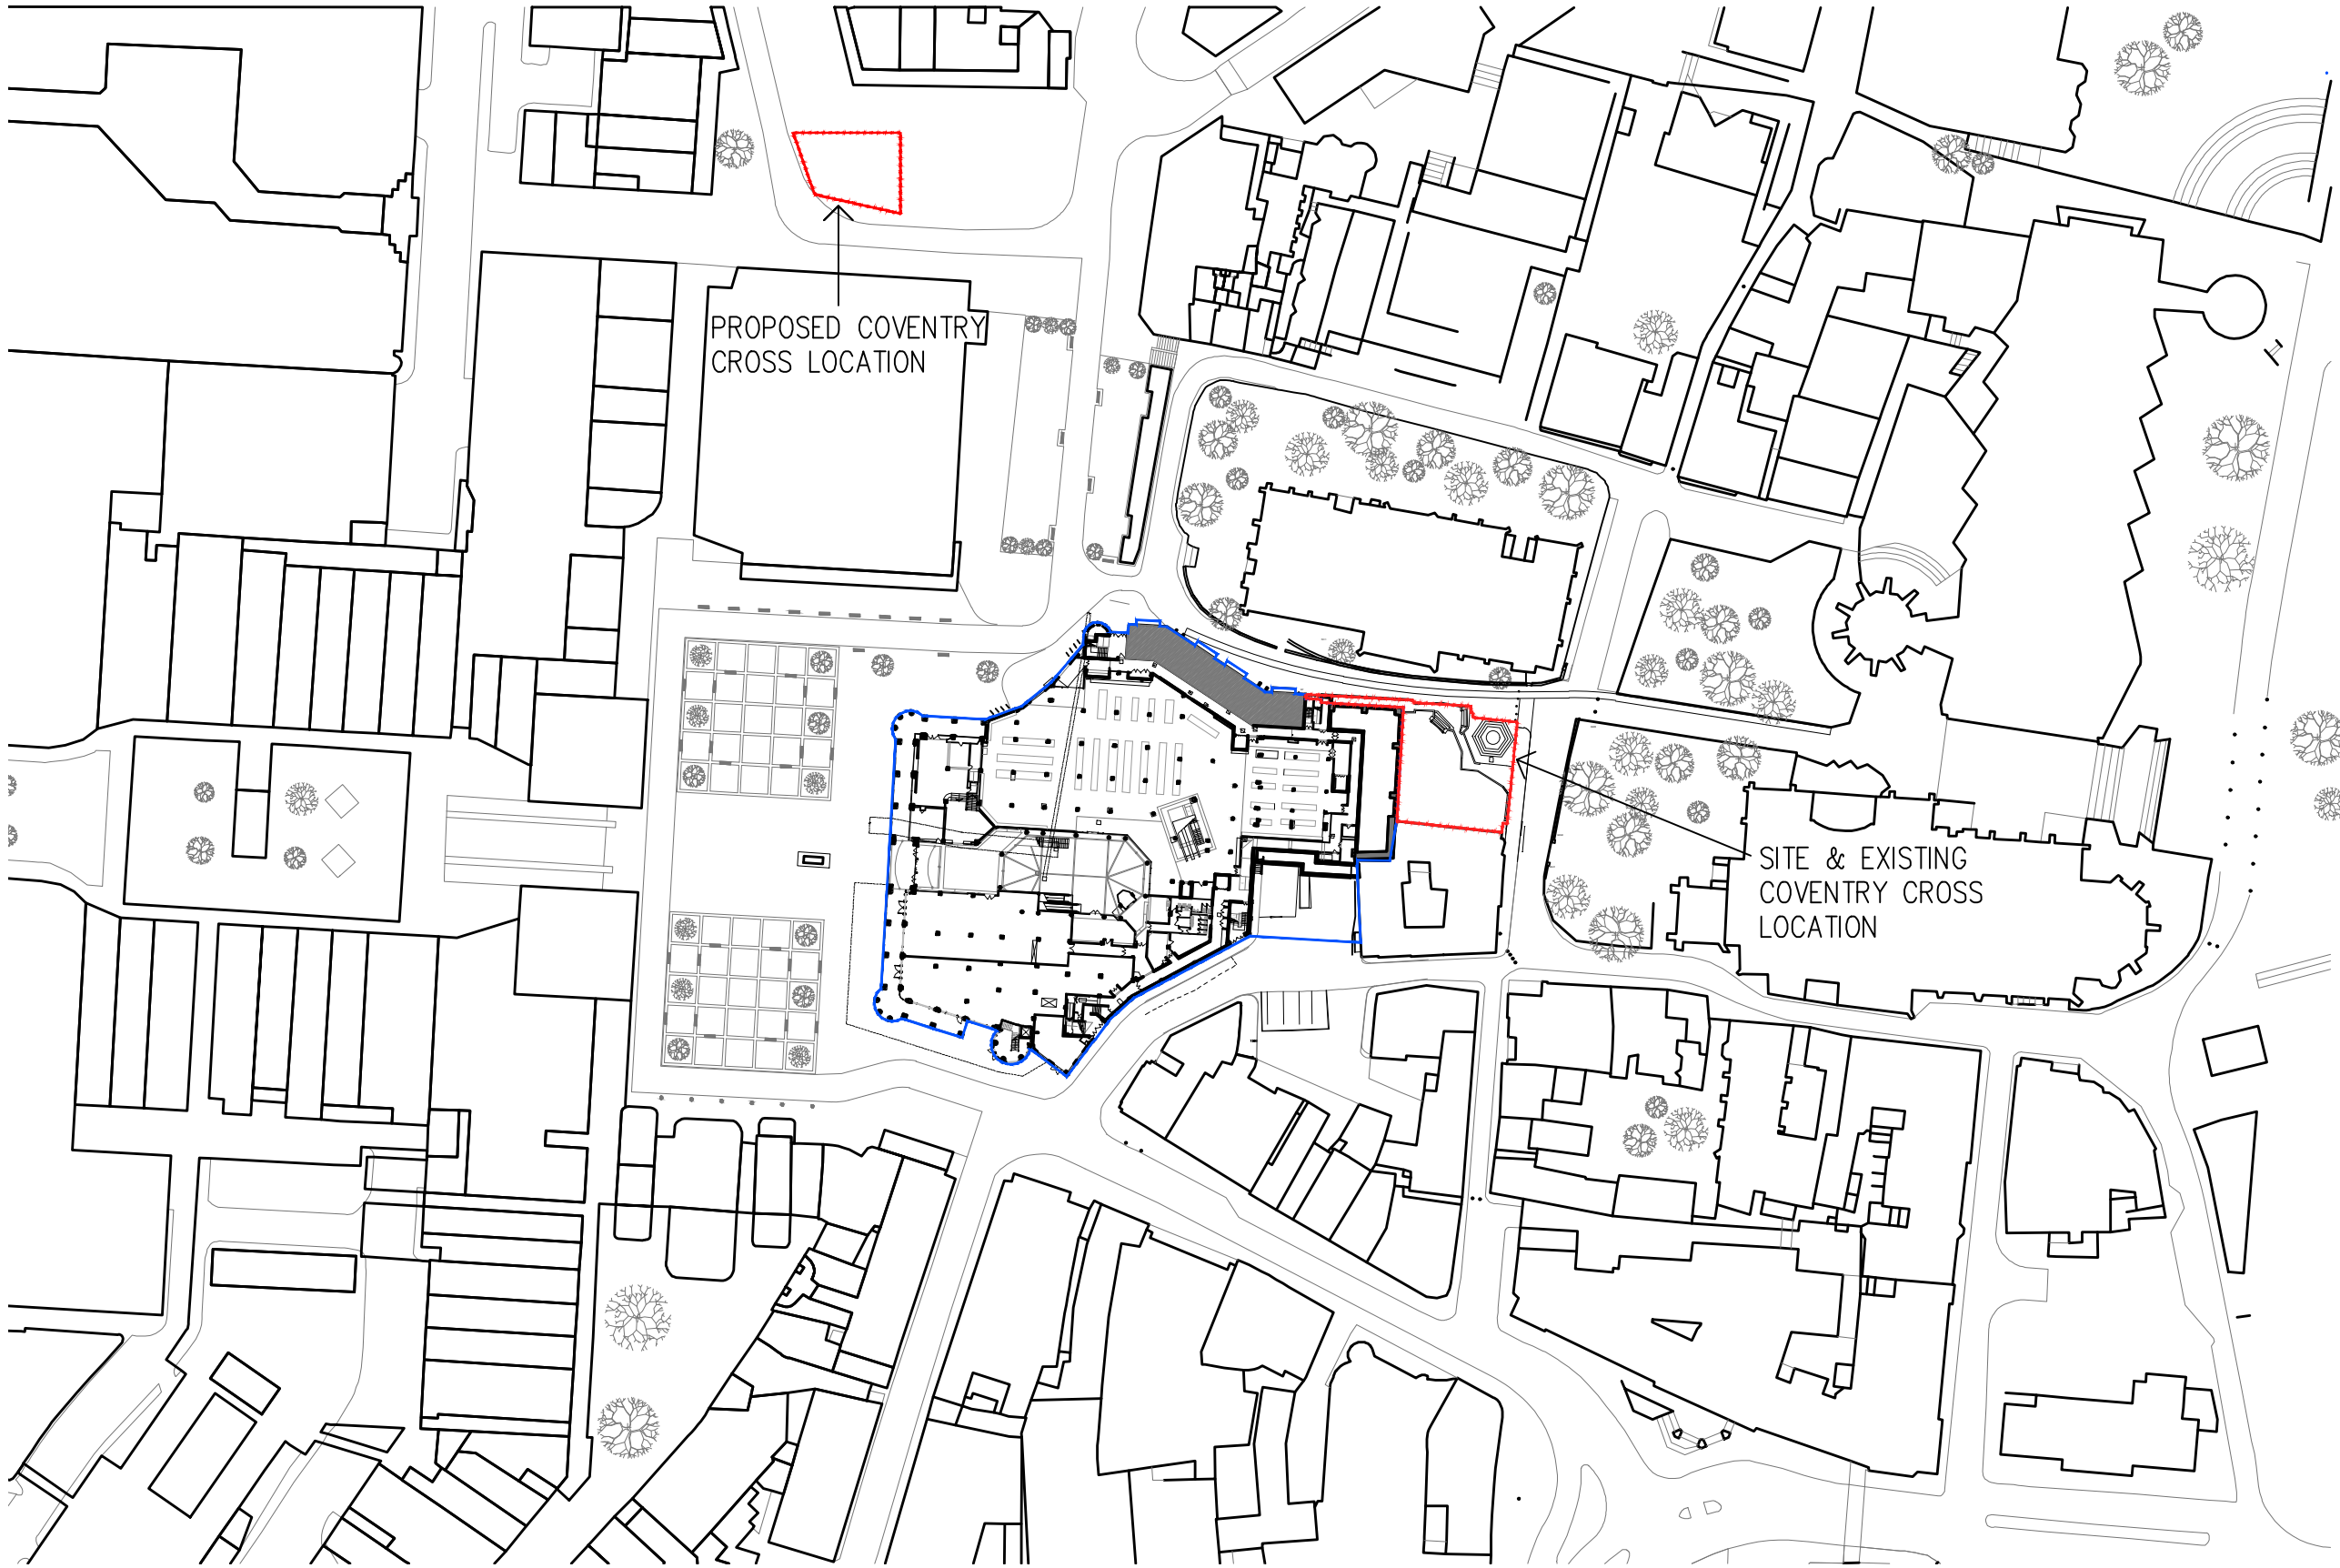 PROPOSED COVENTRY
CROSS LOCATION
SITE & EXISTING
COVENTRY CROSS
LOCATION